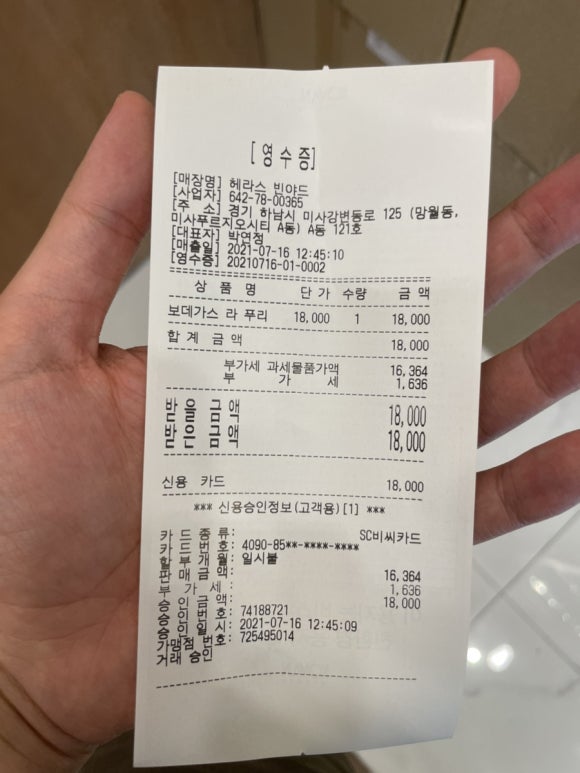 [영수증]
[매장명] 헤라스 빈야드
[사업자] 642-78-00365
[주 소] 경기 하남시 미사강변동로 125 (망월동,
미사푸르지오시티 A동) A동 121호
[대표자] 박연정
[매출일] 2021-07-16 12:45:10
[영수증] 20210716-01-0002
상 품 명 단가 수량 금액
보데가스 라 푸리 18,000 1 18,000
합계 금액 18,000
부가세 과세물품가액 16,364
부 가 세 1,636
받을금액 18,000
받은금액 18,000
신용 카드 18,000
*** 신용승인정보(고객용)[1] ***
카드종류: SC비씨카드
카드번호: 4090-85**-****-****
할부개월: 일시불
판매금액: 16,364
부 가 세: 1,636
승인금액: 18,000
승인번호: 74188721
승인일시: 2021-07-16 12:45:09
가맹점번호: 725495014
거래승인